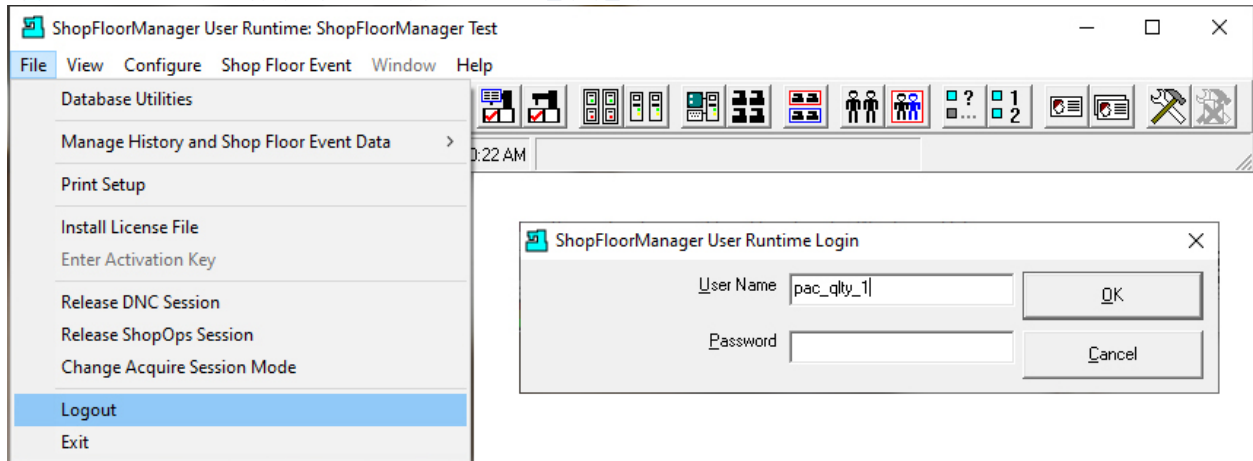 ShopFloorManager User Runtime: ShopFloorManager Test
File View Configure Shop Floor Event Window Help
Database Utilities
Manage History and Shop Floor Event Data
0:22 AM
Print Setup
Install License File
Enter Activation Key
Release DNC Session
Release ShopOps Session
Change Acquire Session Mode
Logout
Exit
ShopFloorManager User Runtime Login
User Name pac_qlty_1 OK
Password Cancel